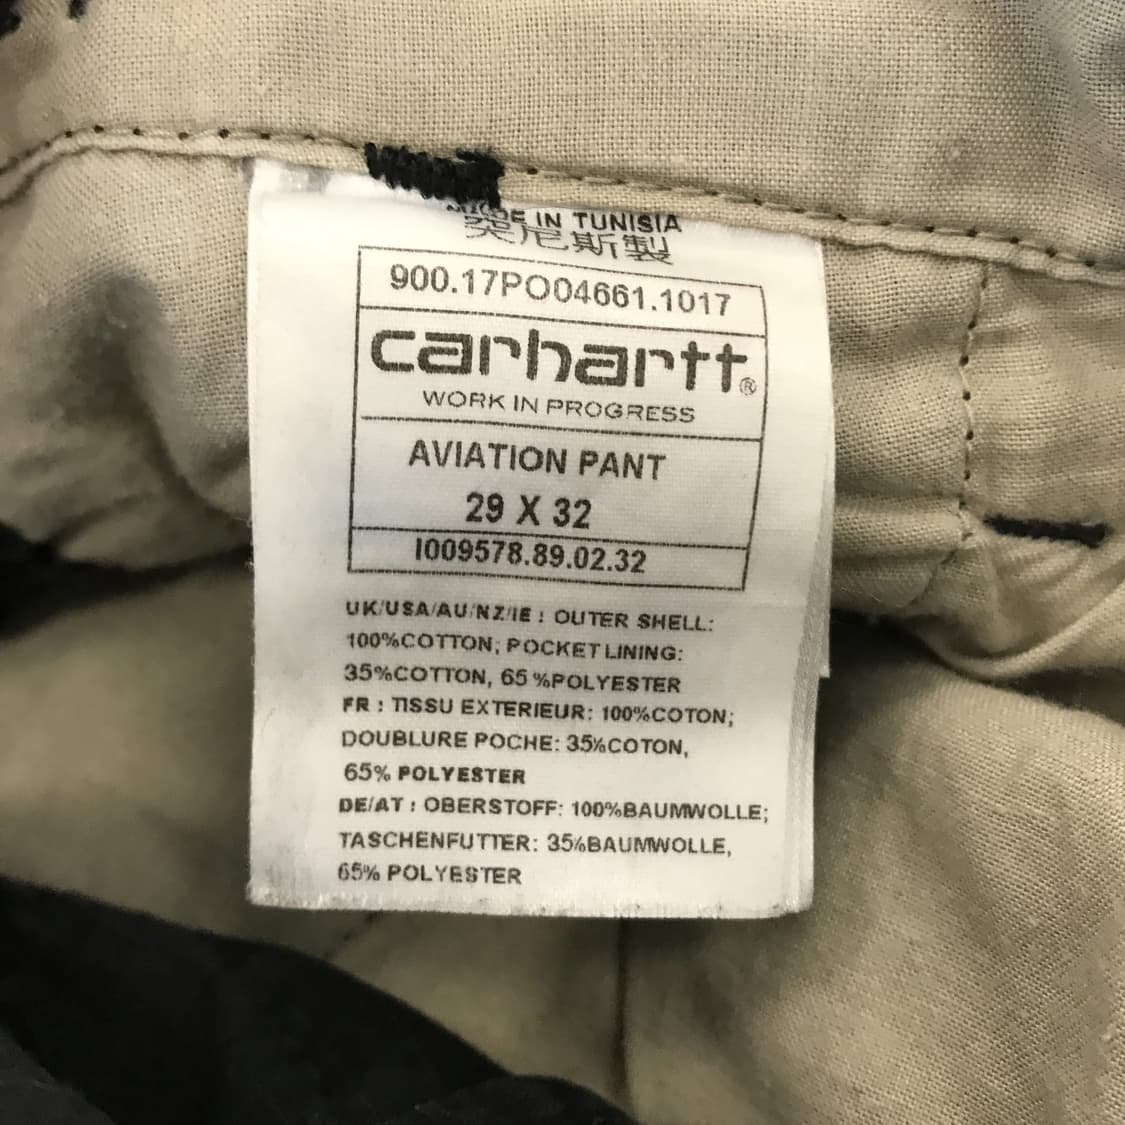 MADE IN TUNISIA
突尼斯製
900.17PO04661.1017
carhartt®
WORK IN PROGRESS
AVIATION PANT
29 X 32
I009578.89.02.32
UK/USA/AU/NZ/IE : OUTER SHELL:
100%COTTON; POCKET LINING:
35%COTTON, 65 %POLYESTER
FR : TISSU EXTERIEUR: 100%COTON;
DOUBLURE POCHE: 35%COTON,
65% POLYESTER
DE/AT : OBERSTOFF: 100%BAUMWOLLE;
TASCHENFUTTER: 35%BAUMWOLLE,
65% POLYESTER